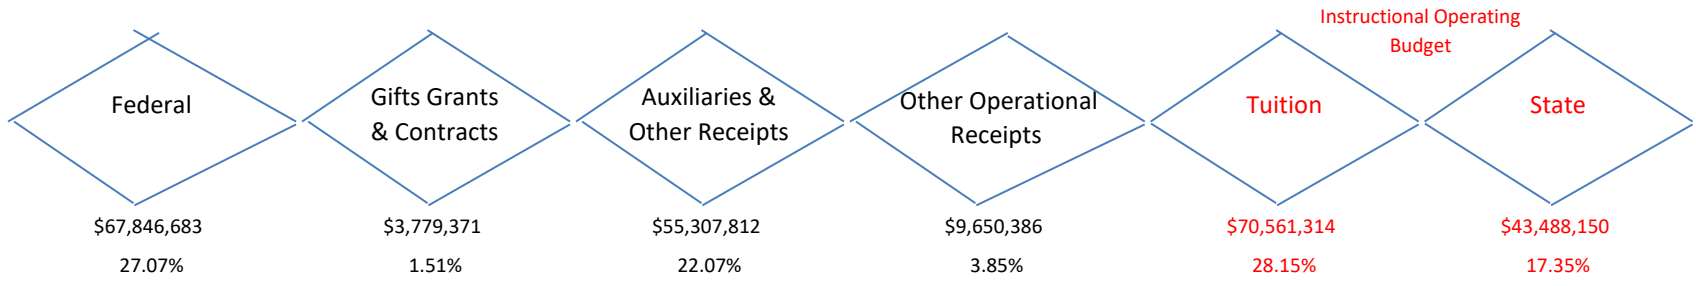 Instructional Operating
Budget
Federal
Gifts Grants
& Contracts
Auxiliaries &
Other Receipts
Other Operational
Receipts
Tuition
State
$67,846,683
$3,779,371
$55,307,812
$9,650,386
$70,561,314
$43,488,150
27.07%
1.51%
22.07%
3.85%
28.15%
17.35%